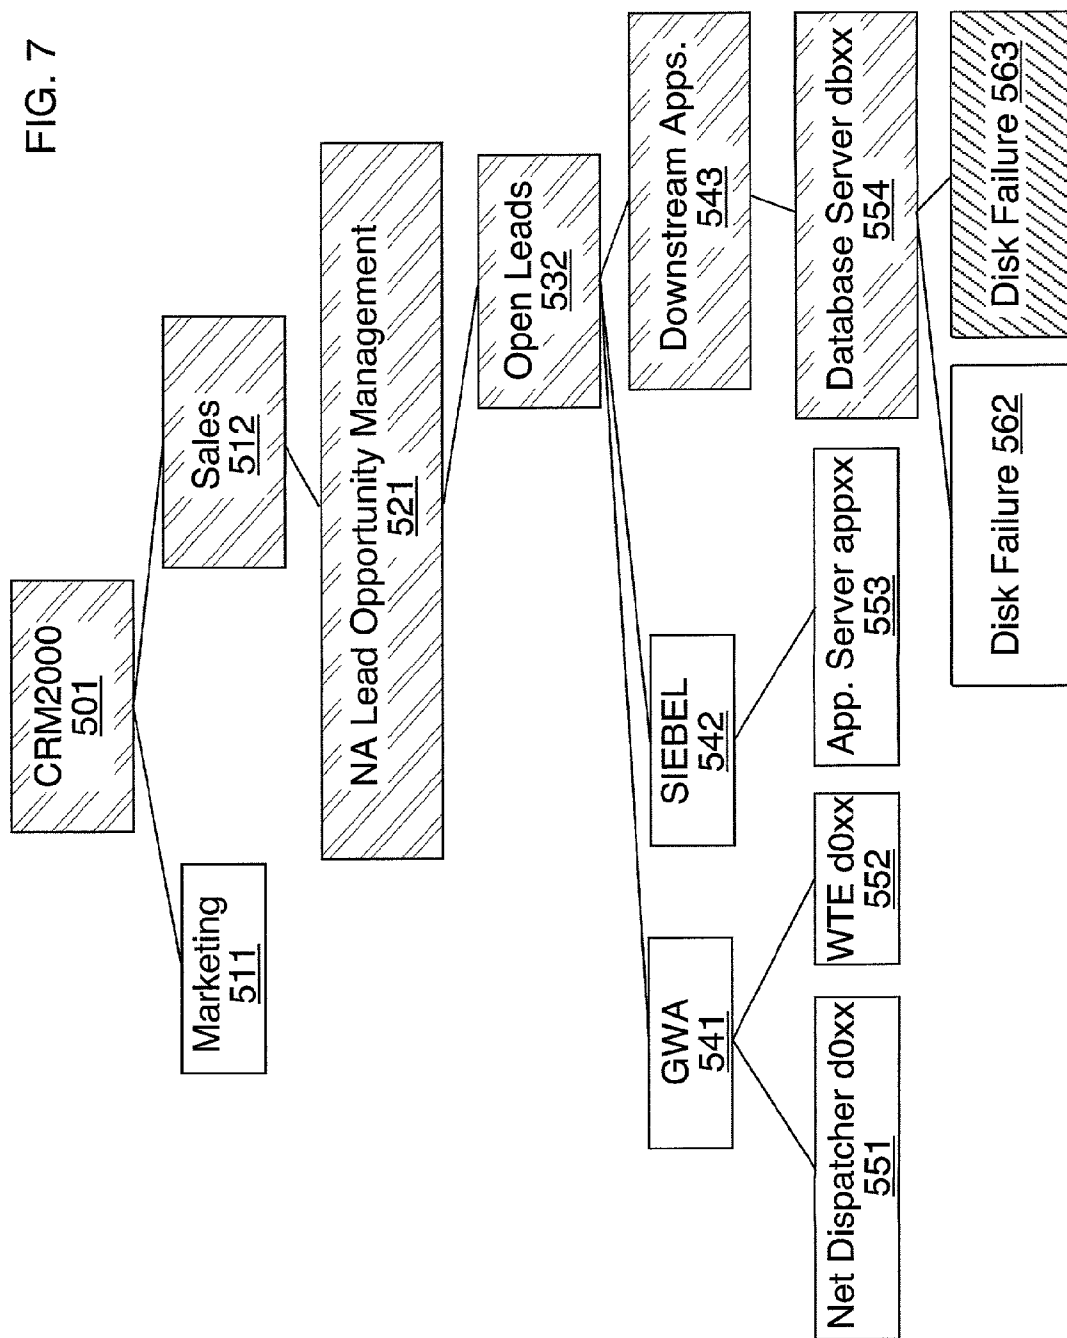 FIG. 7
CRM2000
501
Marketing
511
Sales
512
NA Lead Opportunity Management
521
Open Leads
532
GWA
541
SIEBEL
542
Downstream Apps.
543
Net Dispatcher d0xx
551
WTE d0xx
552
App. Server appxx
553
Database Server dbxx
554
Disk Failure 562
Disk Failure 563